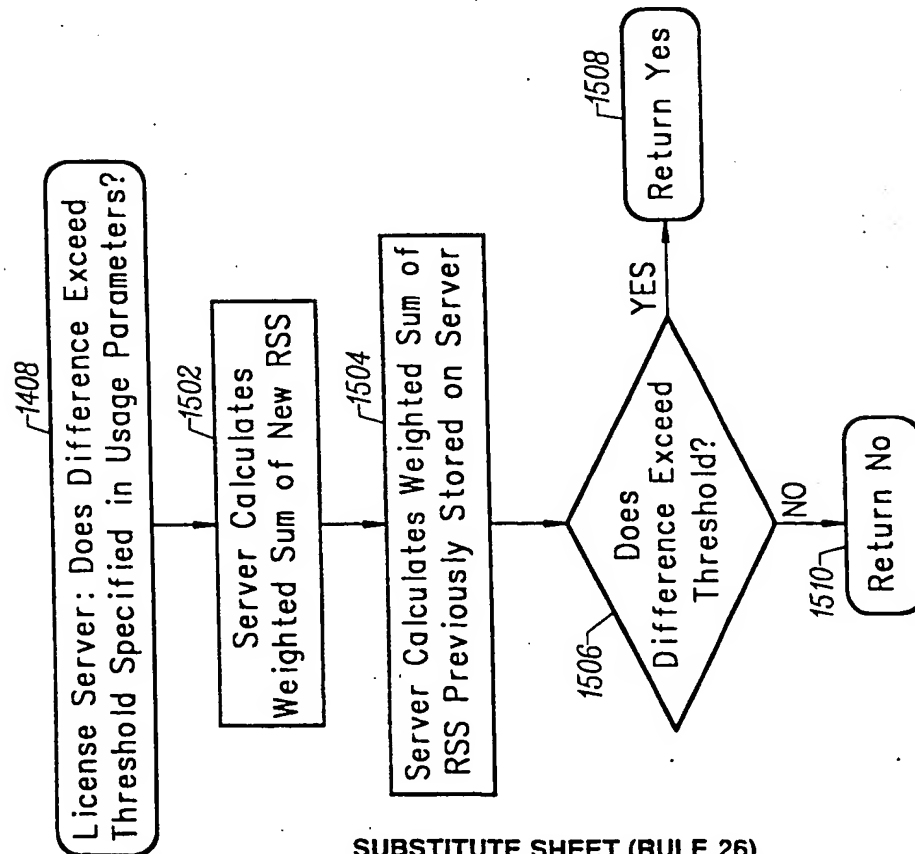 1408
License Server: Does Difference Exceed
Threshold Specified in Usage Parameters?
1502
Server Calculates
Weighted Sum of New RSS
1504
Server Calculates Weighted Sum of
RSS Previously Stored on Server
1506
Does
Difference Exceed
Threshold?
YES
1508
Return Yes
NO
1510
Return No
SUBSTITUTE SHEET (RULE 26)